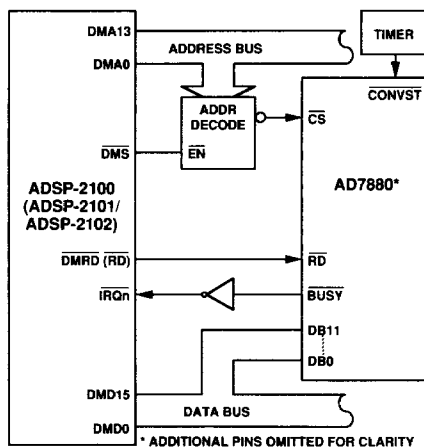 DMA13
ADDRESS BUS
DMA0
TIMER
CONVST
ADDR
DECODE
CS
DMS
EN
ADSP-2100
(ADSP-2101/
ADSP-2102)
AD7880*
DMRD (RD)
RD
IRQn
BUSY
DB11
DB0
DMD15
DATA BUS
DMD0
* ADDITIONAL PINS OMITTED FOR CLARITY